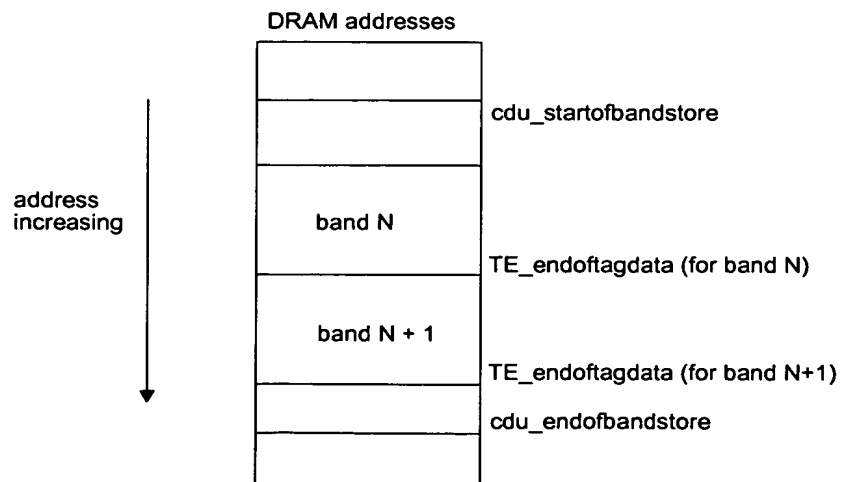 DRAM addresses
cdu_startofbandstore
address
increasing
band N
TE_endoftagdata (for band N)
band N + 1
TE_endoftagdata (for band N+1)
cdu_endofbandstore